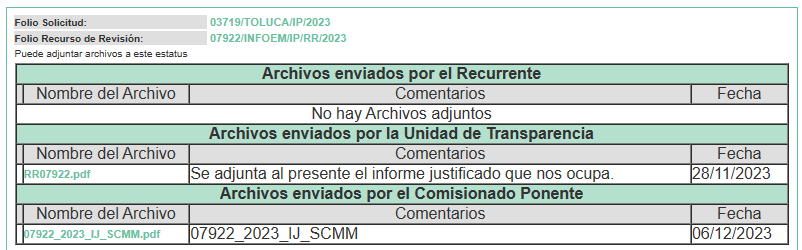 Folio Solicitud: 03719/TOLUCA/IP/2023
Folio Recurso de Revisión: 07922/INFOEM/IP/RR/2023
Puede adjuntar archivos a este estatus
Archivos enviados por el Recurrente
Nombre del Archivo Comentarios Fecha
No hay Archivos adjuntos
Archivos enviados por la Unidad de Transparencia
Nombre del Archivo Comentarios Fecha
RR07922.pdf Se adjunta al presente el informe justificado que nos ocupa. 28/11/2023
Archivos enviados por el Comisionado Ponente
Nombre del Archivo Comentarios Fecha
07922_2023_IJ_SCMM.pdf 07922_2023_IJ_SCMM 06/12/2023